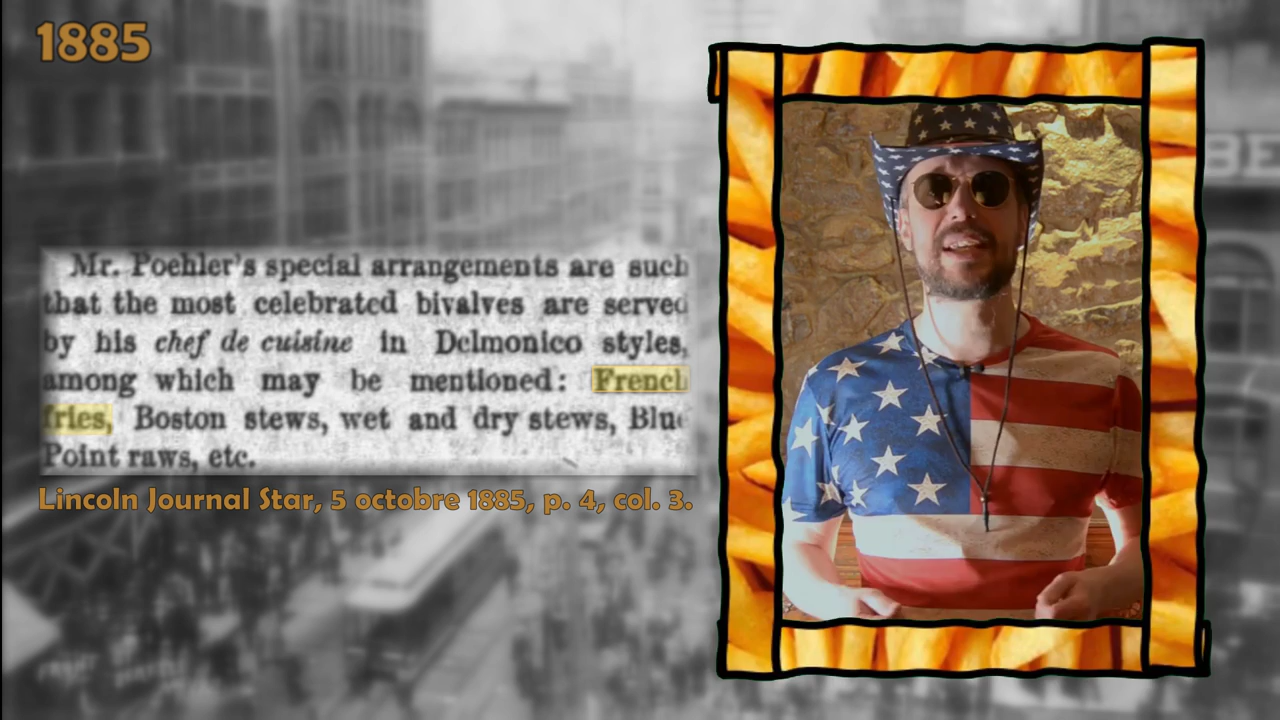 1885
Mr. Poehler's special arrangements are such
that the most celebrated bivalves are served
by his chef de cuisine in Delmonico styles,
among which may be mentioned: French
fries, Boston stews, wet and dry stews, Blue
Point raws, etc.
Lincoln Journal Star, 5 octobre 1885, p. 4, col. 3.
BE